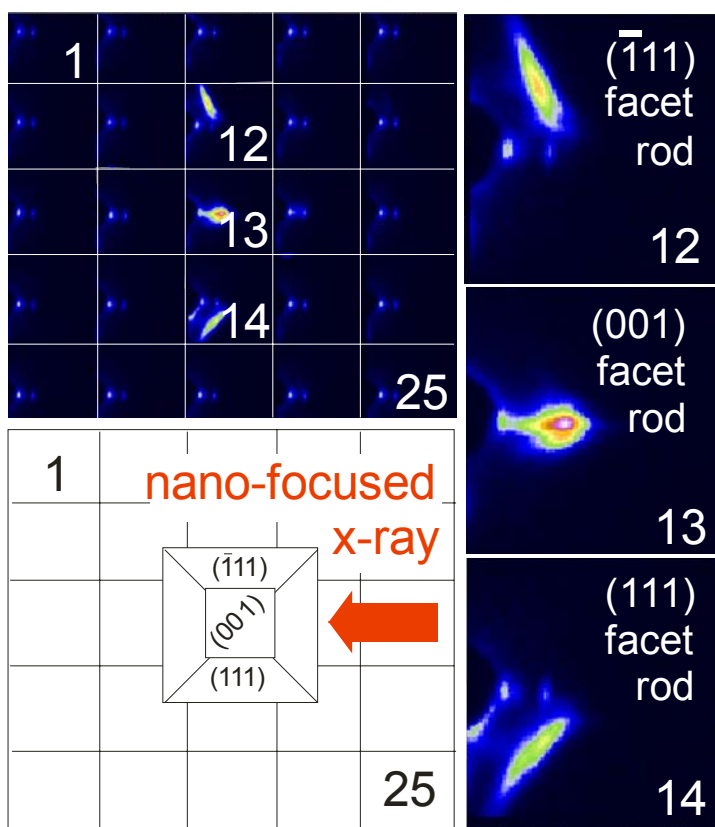 1
12
13
14
25
(1̄11)
facet
rod
12
(001)
facet
rod
13
(111)
facet
rod
14
1
nano-focused
x-ray
(1̄11)
(001)
(111)
25